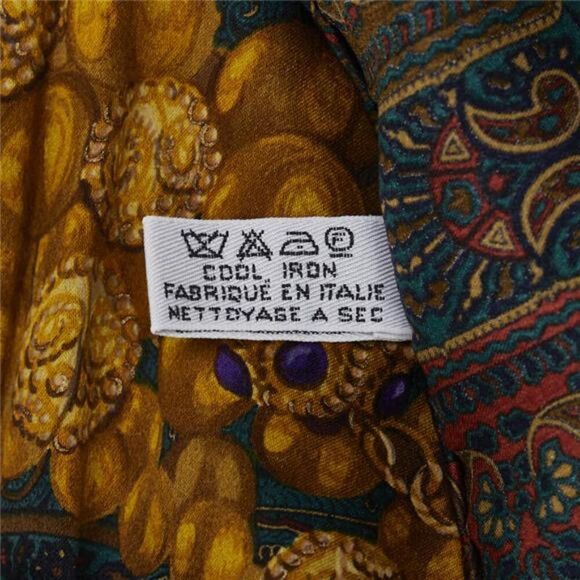 COOL IRON
FABRIQUÉ EN ITALIE
NETTOYAGE A SEC